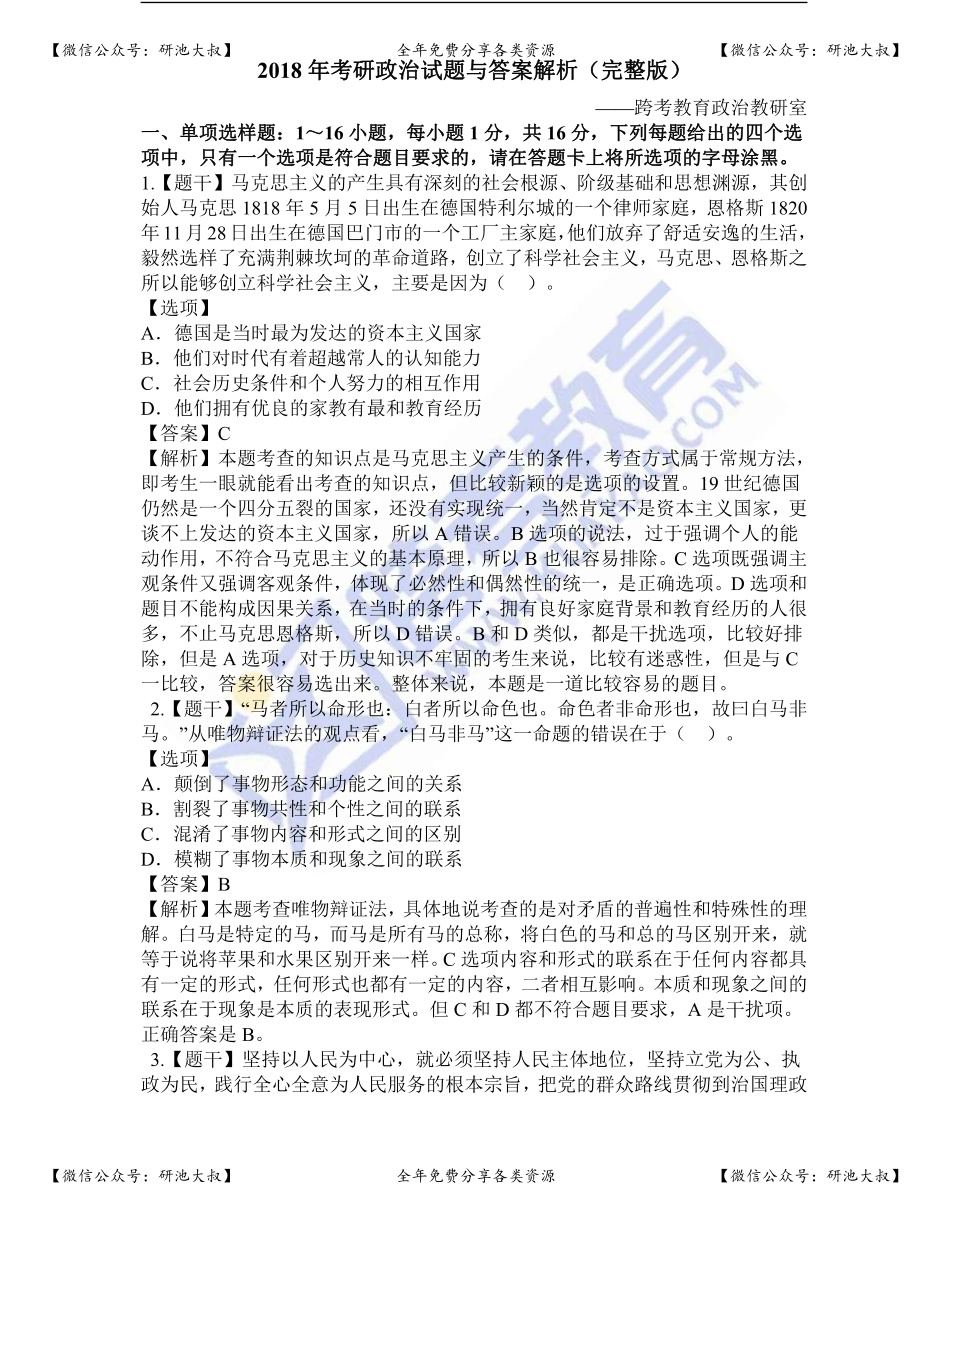 【微信公众号：研池大叔】 全年免费分享各类资源 【微信公众号：研池大叔】
2018 年考研政治试题与答案解析（完整版）
——跨考教育政治教研室
一、单项选样题：1～16 小题，每小题 1 分，共 16 分，下列每题给出的四个选
项中，只有一个选项是符合题目要求的，请在答题卡上将所选项的字母涂黑。
1.【题干】马克思主义的产生具有深刻的社会根源、阶级基础和思想渊源，其创
始人马克思 1818 年 5 月 5 日出生在德国特利尔城的一个律师家庭，恩格斯 1820
年 11 月 28 日出生在德国巴门市的一个工厂主家庭，他们放弃了舒适安逸的生活，
毅然选样了充满荆棘坎坷的革命道路，创立了科学社会主义，马克思、恩格斯之
所以能够创立科学社会主义，主要是因为（　）。
【选项】
A．德国是当时最为发达的资本主义国家
B．他们对时代有着超越常人的认知能力
C．社会历史条件和个人努力的相互作用
D．他们拥有优良的家教有最和教育经历
【答案】C
【解析】本题考查的知识点是马克思主义产生的条件，考查方式属于常规方法，
即考生一眼就能看出考查的知识点，但比较新颖的是选项的设置。19 世纪德国
仍然是一个四分五裂的国家，还没有实现统一，当然肯定不是资本主义国家，更
谈不上发达的资本主义国家，所以 A 错误。B 选项的说法，过于强调个人的能
动作用，不符合马克思主义的基本原理，所以 B 也很容易排除。C 选项既强调主
观条件又强调客观条件，体现了必然性和偶然性的统一，是正确选项。D 选项和
题目不能构成因果关系，在当时的条件下，拥有良好家庭背景和教育经历的人很
多，不止马克思恩格斯，所以 D 错误。B 和 D 类似，都是干扰选项，比较好排
除，但是 A 选项，对于历史知识不牢固的考生来说，比较有迷惑性，但是与 C
一比较，答案很容易选出来。整体来说，本题是一道比较容易的题目。
2.【题干】“马者所以命形也：白者所以命色也。命色者非命形也，故曰白马非
马。”从唯物辩证法的观点看，“白马非马”这一命题的错误在于（　）。
【选项】
A．颠倒了事物形态和功能之间的关系
B．割裂了事物共性和个性之间的联系
C．混淆了事物内容和形式之间的区别
D．模糊了事物本质和现象之间的联系
【答案】B
【解析】本题考查唯物辩证法，具体地说考查的是对矛盾的普遍性和特殊性的理
解。白马是特定的马，而马是所有马的总称，将白色的马和总的马区别开来，就
等于说将苹果和水果区别开来一样。C 选项内容和形式的联系在于任何内容都具
有一定的形式，任何形式也都有一定的内容，二者相互影响。本质和现象之间的
联系在于现象是本质的表现形式。但 C 和 D 都不符合题目要求，A 是干扰项。
正确答案是 B。
3.【题干】坚持以人民为中心，就必须坚持人民主体地位，坚持立党为公、执
政为民，践行全心全意为人民服务的根本宗旨，把党的群众路线贯彻到治国理政
【微信公众号：研池大叔】 全年免费分享各类资源 【微信公众号：研池大叔】
跨考教育
WWW.KUAKAO.COM